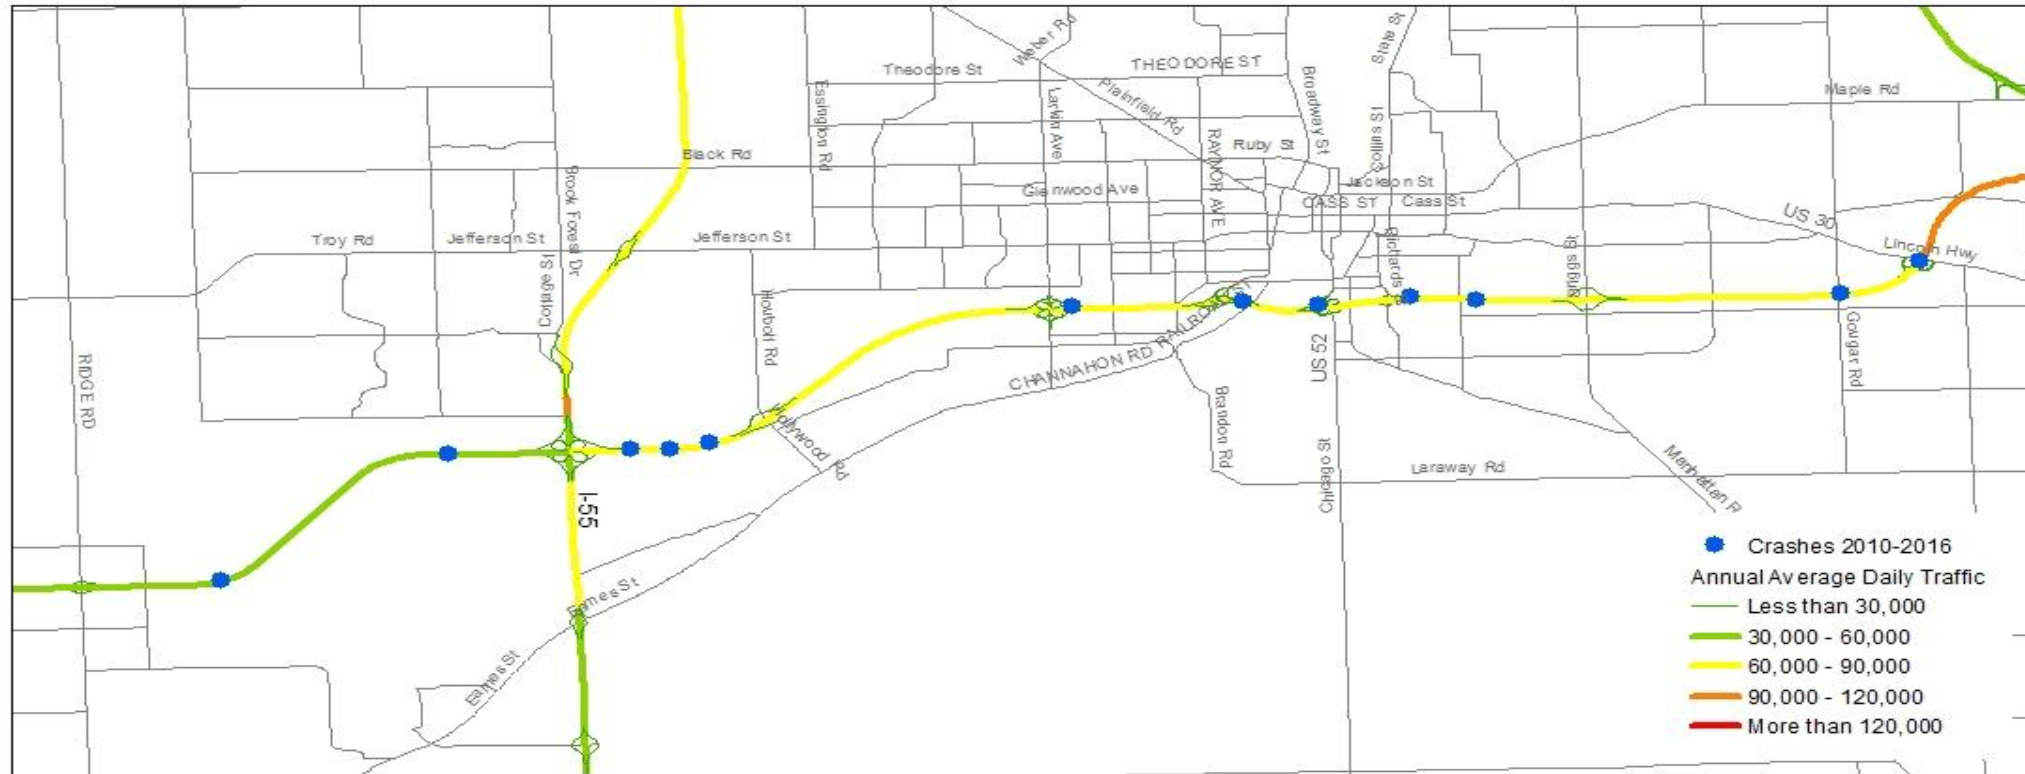 Weber Rd
State St
Theodore St
THEODORE ST
Plainfield Rd
Broadway St
Maple Rd
Essington Rd
Larkin Ave
Collins St
RAYNOR AVE
Ruby St
Black Rd
Brook Forest Dr
Glenwood Ave
Jackson St
CASS ST
Cass St
US 30
Lincoln Hwy
Troy Rd
Jefferson St
Jefferson St
Richards St
Briggs St
Cottage St
Houbolt Rd
CHANNAHON RD RAILROAD ST
US 52
Gougar Rd
RIDGE RD
Hollywood Rd
Brandon Rd
Chicago St
Laraway Rd
Manhattan R
I-55
Eames St
Eames St
Crashes 2010-2016
Annual Average Daily Traffic
Less than 30,000
30,000 - 60,000
60,000 - 90,000
90,000 - 120,000
More than 120,000